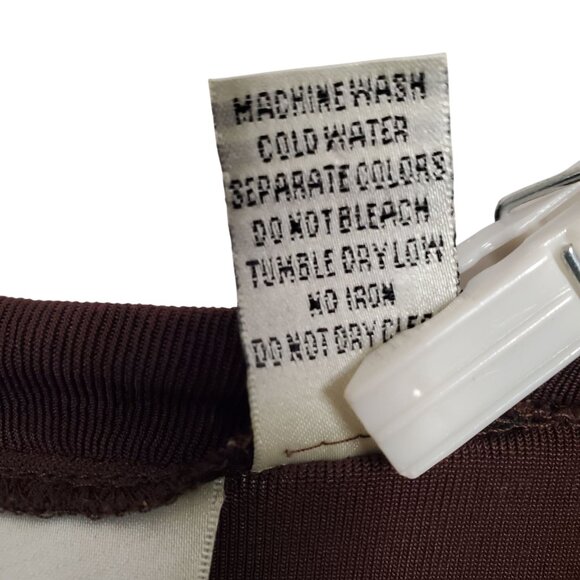 MACHINE WASH
COLD WATER
SEPARATE COLORS
DO NOT BLEACH
TUMBLE DRY LOW
NO IRON
DO NOT DRY